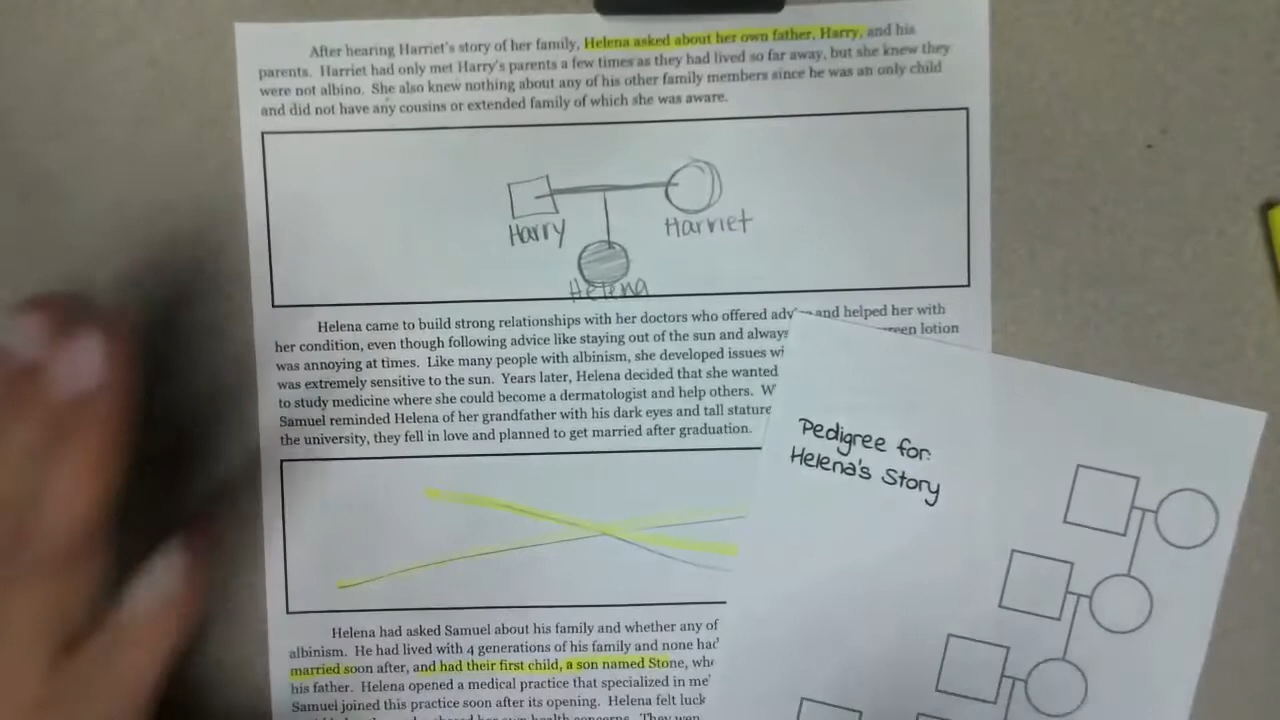 After hearing Harriet's story of her family, Helena asked about her own father, Harry, and his
parents. Harriet had only met Harry's parents a few times as they had lived so far away, but she knew they
were not albino. She also knew nothing about any of his other family members since he was an only child
and did not have any cousins or extended family of which she was aware.
Harry
Harriet
Helena
Helena came to build strong relationships with her doctors who offered and helped her with
her condition, even though following advice like staying out of the sun and always lotion
was annoying at times. Like many people with albinism, she developed issues
was extremely sensitive to the sun. Years later, Helena decided that she wanted
to study medicine where she could become a dermatologist and help others.
Samuel reminded Helena of her grandfather with his dark eyes and tall stature
the university, they fell in love and planned to get married after graduation.
Pedigree for:
Helena's Story
Helena had asked Samuel about his family and whether any of
albinism. He had lived with 4 generations of his family and none had
married soon after, and had their first child, a son named Stone,
his father. Helena opened a medical practice that specialized in
Samuel joined this practice soon after its opening. Helena felt